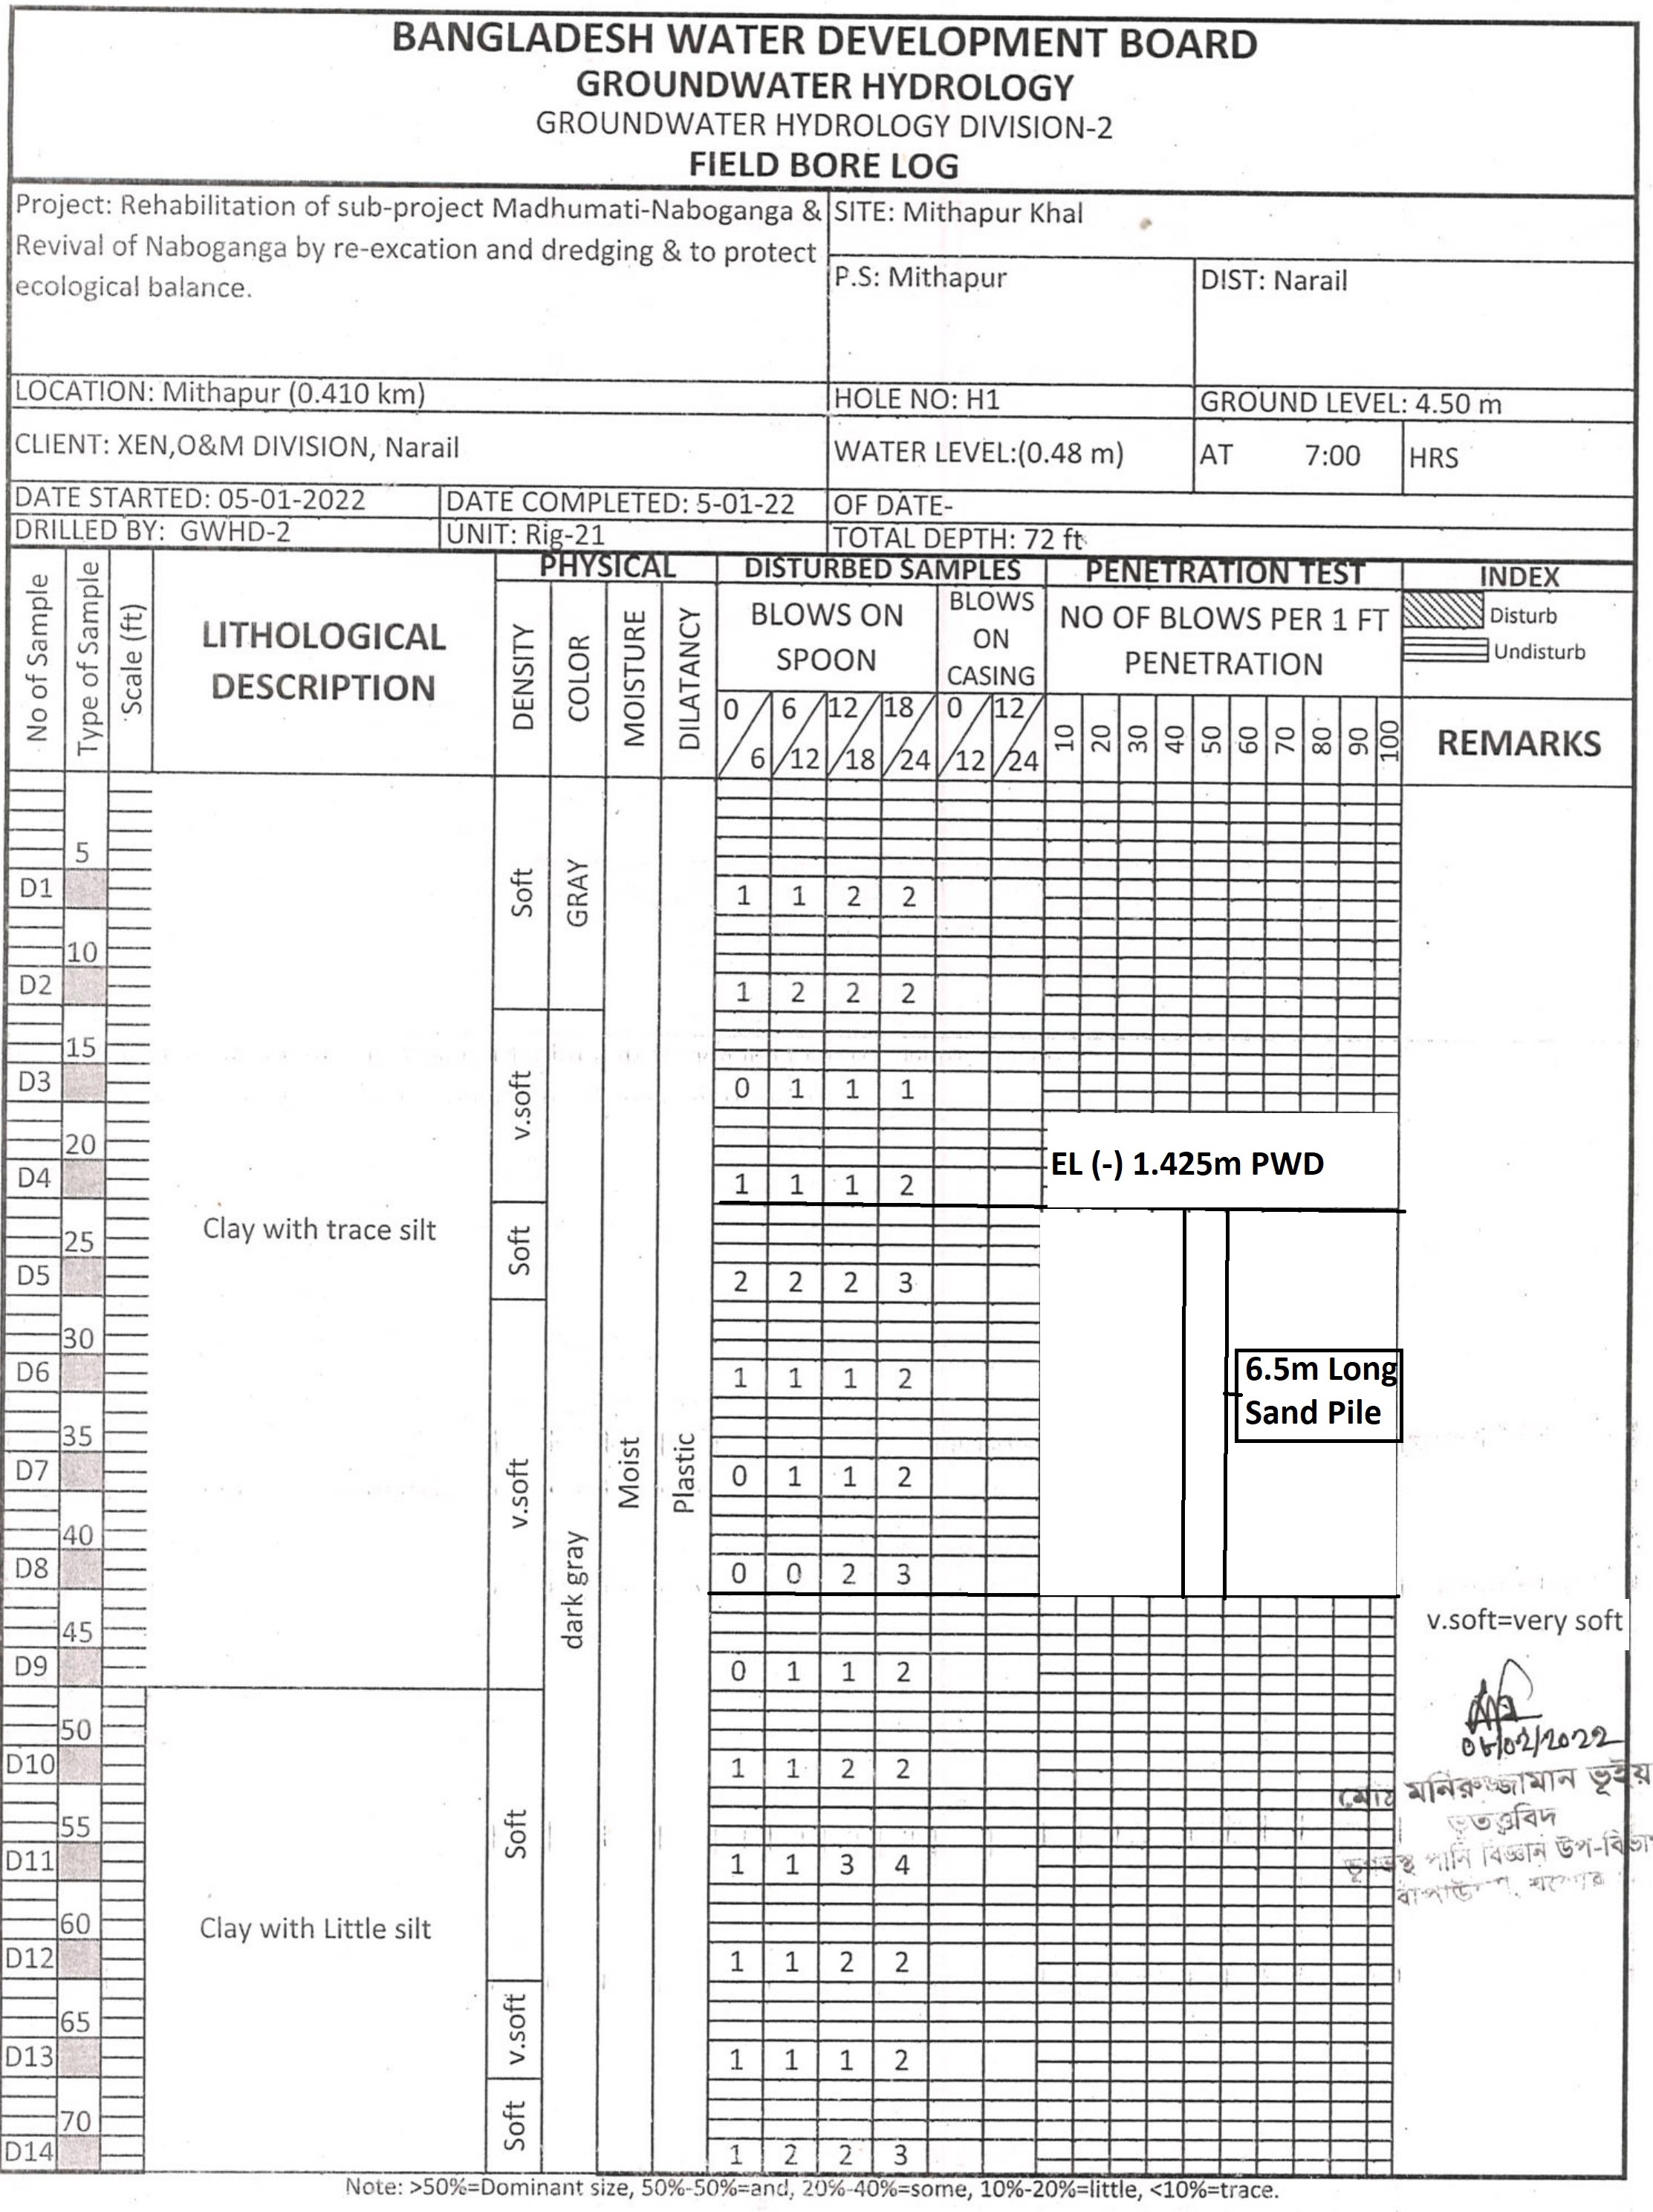 BANGLADESH WATER DEVELOPMENT BOARD
GROUNDWATER HYDROLOGY
GROUNDWATER HYDROLOGY DIVISION-2
FIELD BORE LOG
Project: Rehabilitation of sub-project Madhumati-Naboganga &
Revival of Naboganga by re-excation and dredging & to protect
ecological balance.
SITE: Mithapur Khal
P.S: Mithapur
DIST: Narail
LOCATION: Mithapur (0.410 km)
HOLE NO: H1
GROUND LEVEL: 4.50 m
CLIENT: XEN,O&M DIVISION, Narail
WATER LEVEL:(0.48 m)
AT 7:00 HRS
DATE STARTED: 05-01-2022
DATE COMPLETED: 5-01-22
OF DATE-
DRILLED BY: GWHD-2
UNIT: Rig-21
TOTAL DEPTH: 72 ft
No of Sample
Type of Sample
Scale (ft)
LITHOLOGICAL
DESCRIPTION
PHYSICAL
DENSITY
COLOR
MOISTURE
DILATANCY
DISTURBED SAMPLES
BLOWS ON
SPOON
BLOWS
ON
CASING
0 6 12 18 0 12
6 12 18 24 12 24
PENETRATION TEST
NO OF BLOWS PER 1 FT
PENETRATION
10 20 30 40 50 60 70 80 90 100
INDEX
Disturb
Undisturb
REMARKS
Soft
GRAY
5
D1 1 1 2 2
10
D2 1 2 2 2
15
v.soft
D3 0 1 1 1
20
EL (-) 1.425m PWD
D4 1 1 1 2
Clay with trace silt
Soft
25
D5 2 2 2 3
30
D6 1 1 1 2
6.5m Long
Sand Pile
35
D7 0 1 1 2
v.soft
Moist
Plastic
40
D8 0 0 2 3
dark gray
45
v.soft=very soft
D9 0 1 1 2
50
D10 1 1 2 2
55
Soft
D11 1 1 3 4
60
Clay with Little silt
D12 1 1 2 2
65
v.soft
D13 1 1 1 2
70
Soft
D14 1 2 2 3
/02/2022
মোঃ মনিরুজ্জামান ভূইয়
ভূতত্ত্ববিদ
ভূগর্ভস্থ পানি বিজ্ঞান উপ-বিভা
Note: >50%=Dominant size, 50%-50%=and, 20%-40%=some, 10%-20%=little, <10%=trace.